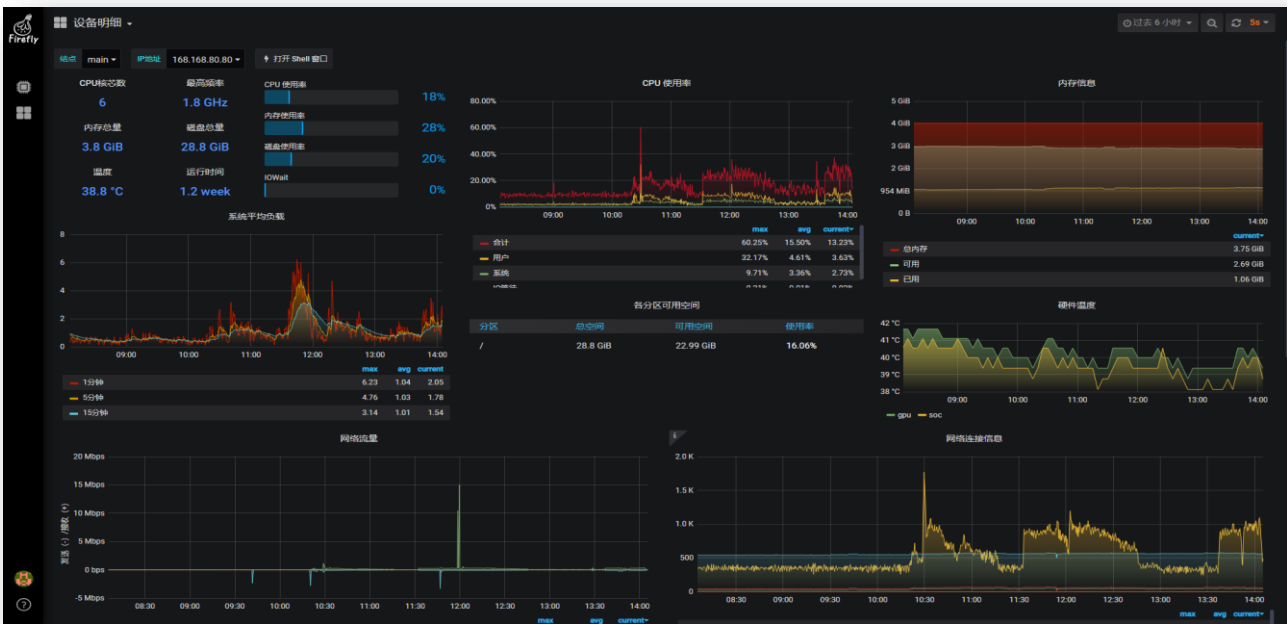 Firefly
设备明细
过去 6 小时
5s
结点 main IP地址 168.168.80.80 打开 Shell 窗口
CPU核芯数 最高频率
6 1.8 GHz
内存总量 磁盘总量
3.8 GiB 28.8 GiB
温度 运行时间
38.8 °C 1.2 week
CPU 使用率
18%
内存使用率
28%
磁盘使用率
20%
IOWait
0%
CPU 使用率
80.00%
60.00%
40.00%
20.00%
0%
09:00 10:00 11:00 12:00 13:00 14:00
max avg current
合计 60.25% 15.50% 13.23%
用户 32.17% 4.61% 3.63%
系统 9.71% 3.36% 2.73%
内存信息
5 GiB
4 GiB
3 GiB
2 GiB
954 MiB
0 B
09:00 10:00 11:00 12:00 13:00 14:00
current
总内存 3.75 GiB
可用 2.69 GiB
已用 1.06 GiB
系统平均负载
8
6
4
2
0
09:00 10:00 11:00 12:00 13:00 14:00
max avg current
1分钟 6.23 1.04 2.05
5分钟 4.76 1.03 1.78
15分钟 3.14 1.01 1.54
各分区可用空间
分区 总空间 可用空间 使用率
/ 28.8 GiB 22.99 GiB 16.06%
硬件温度
42 °C
41 °C
40 °C
39 °C
38 °C
09:00 10:00 11:00 12:00 13:00 14:00
gpu soc
网络流量
发送 (-) /接收 (+)
20 Mbps
15 Mbps
10 Mbps
5 Mbps
0 bps
-5 Mbps
08:30 09:00 09:30 10:00 10:30 11:00 11:30 12:00 12:30 13:00 13:30 14:00
max avg current
网络连接信息
2.0 K
1.5 K
1.0 K
500
0
08:30 09:00 09:30 10:00 10:30 11:00 11:30 12:00 12:30 13:00 13:30 14:00
max avg current